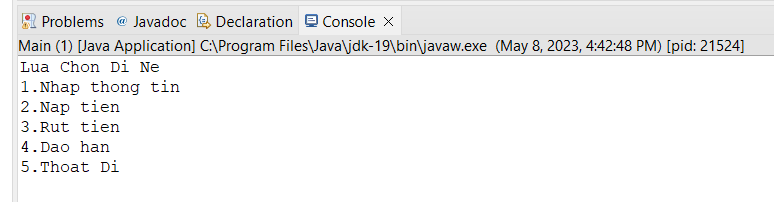 Problems @ Javadoc Declaration Console
Main (1) [Java Application] C:\Program Files\Java\jdk-19\bin\javaw.exe (May 8, 2023, 4:42:48 PM) [pid: 21524]
Lua Chon Di Ne
1.Nhap thong tin
2.Nap tien
3.Rut tien
4.Dao han
5.Thoat Di